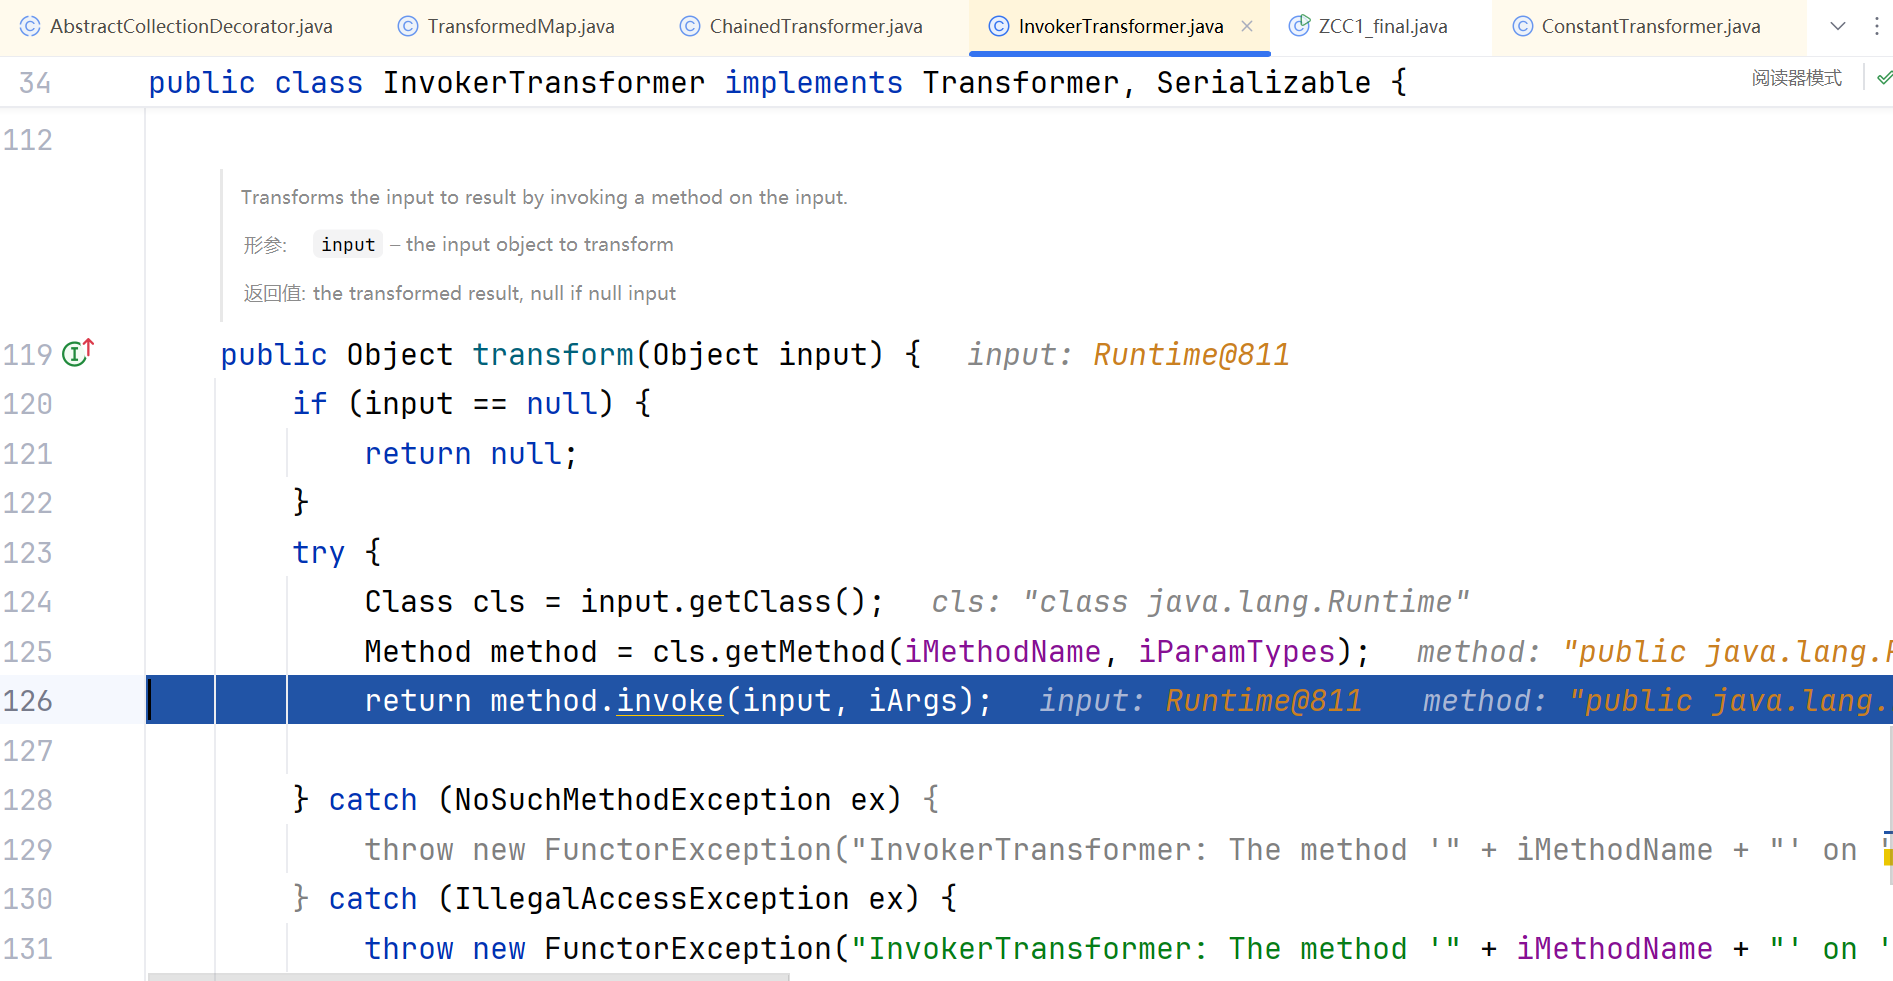 AbstractCollectionDecorator.java TransformedMap.java ChainedTransformer.java InvokerTransformer.java ZCC1_final.java ConstantTransformer.java
34 public class InvokerTransformer implements Transformer, Serializable { 阅读器模式
112
Transforms the input to result by invoking a method on the input.
形参: input – the input object to transform
返回值: the transformed result, null if null input
119 public Object transform(Object input) { input: Runtime@811
120 if (input == null) {
121 return null;
122 }
123 try {
124 Class cls = input.getClass(); cls: "class java.lang.Runtime"
125 Method method = cls.getMethod(iMethodName, iParamTypes); method: "public java.lang.
126 return method.invoke(input, iArgs); input: Runtime@811 method: "public java.lang.
127
128 } catch (NoSuchMethodException ex) {
129 throw new FunctorException("InvokerTransformer: The method '" + iMethodName + "' on '
130 } catch (IllegalAccessException ex) {
131 throw new FunctorException("InvokerTransformer: The method '" + iMethodName + "' on '